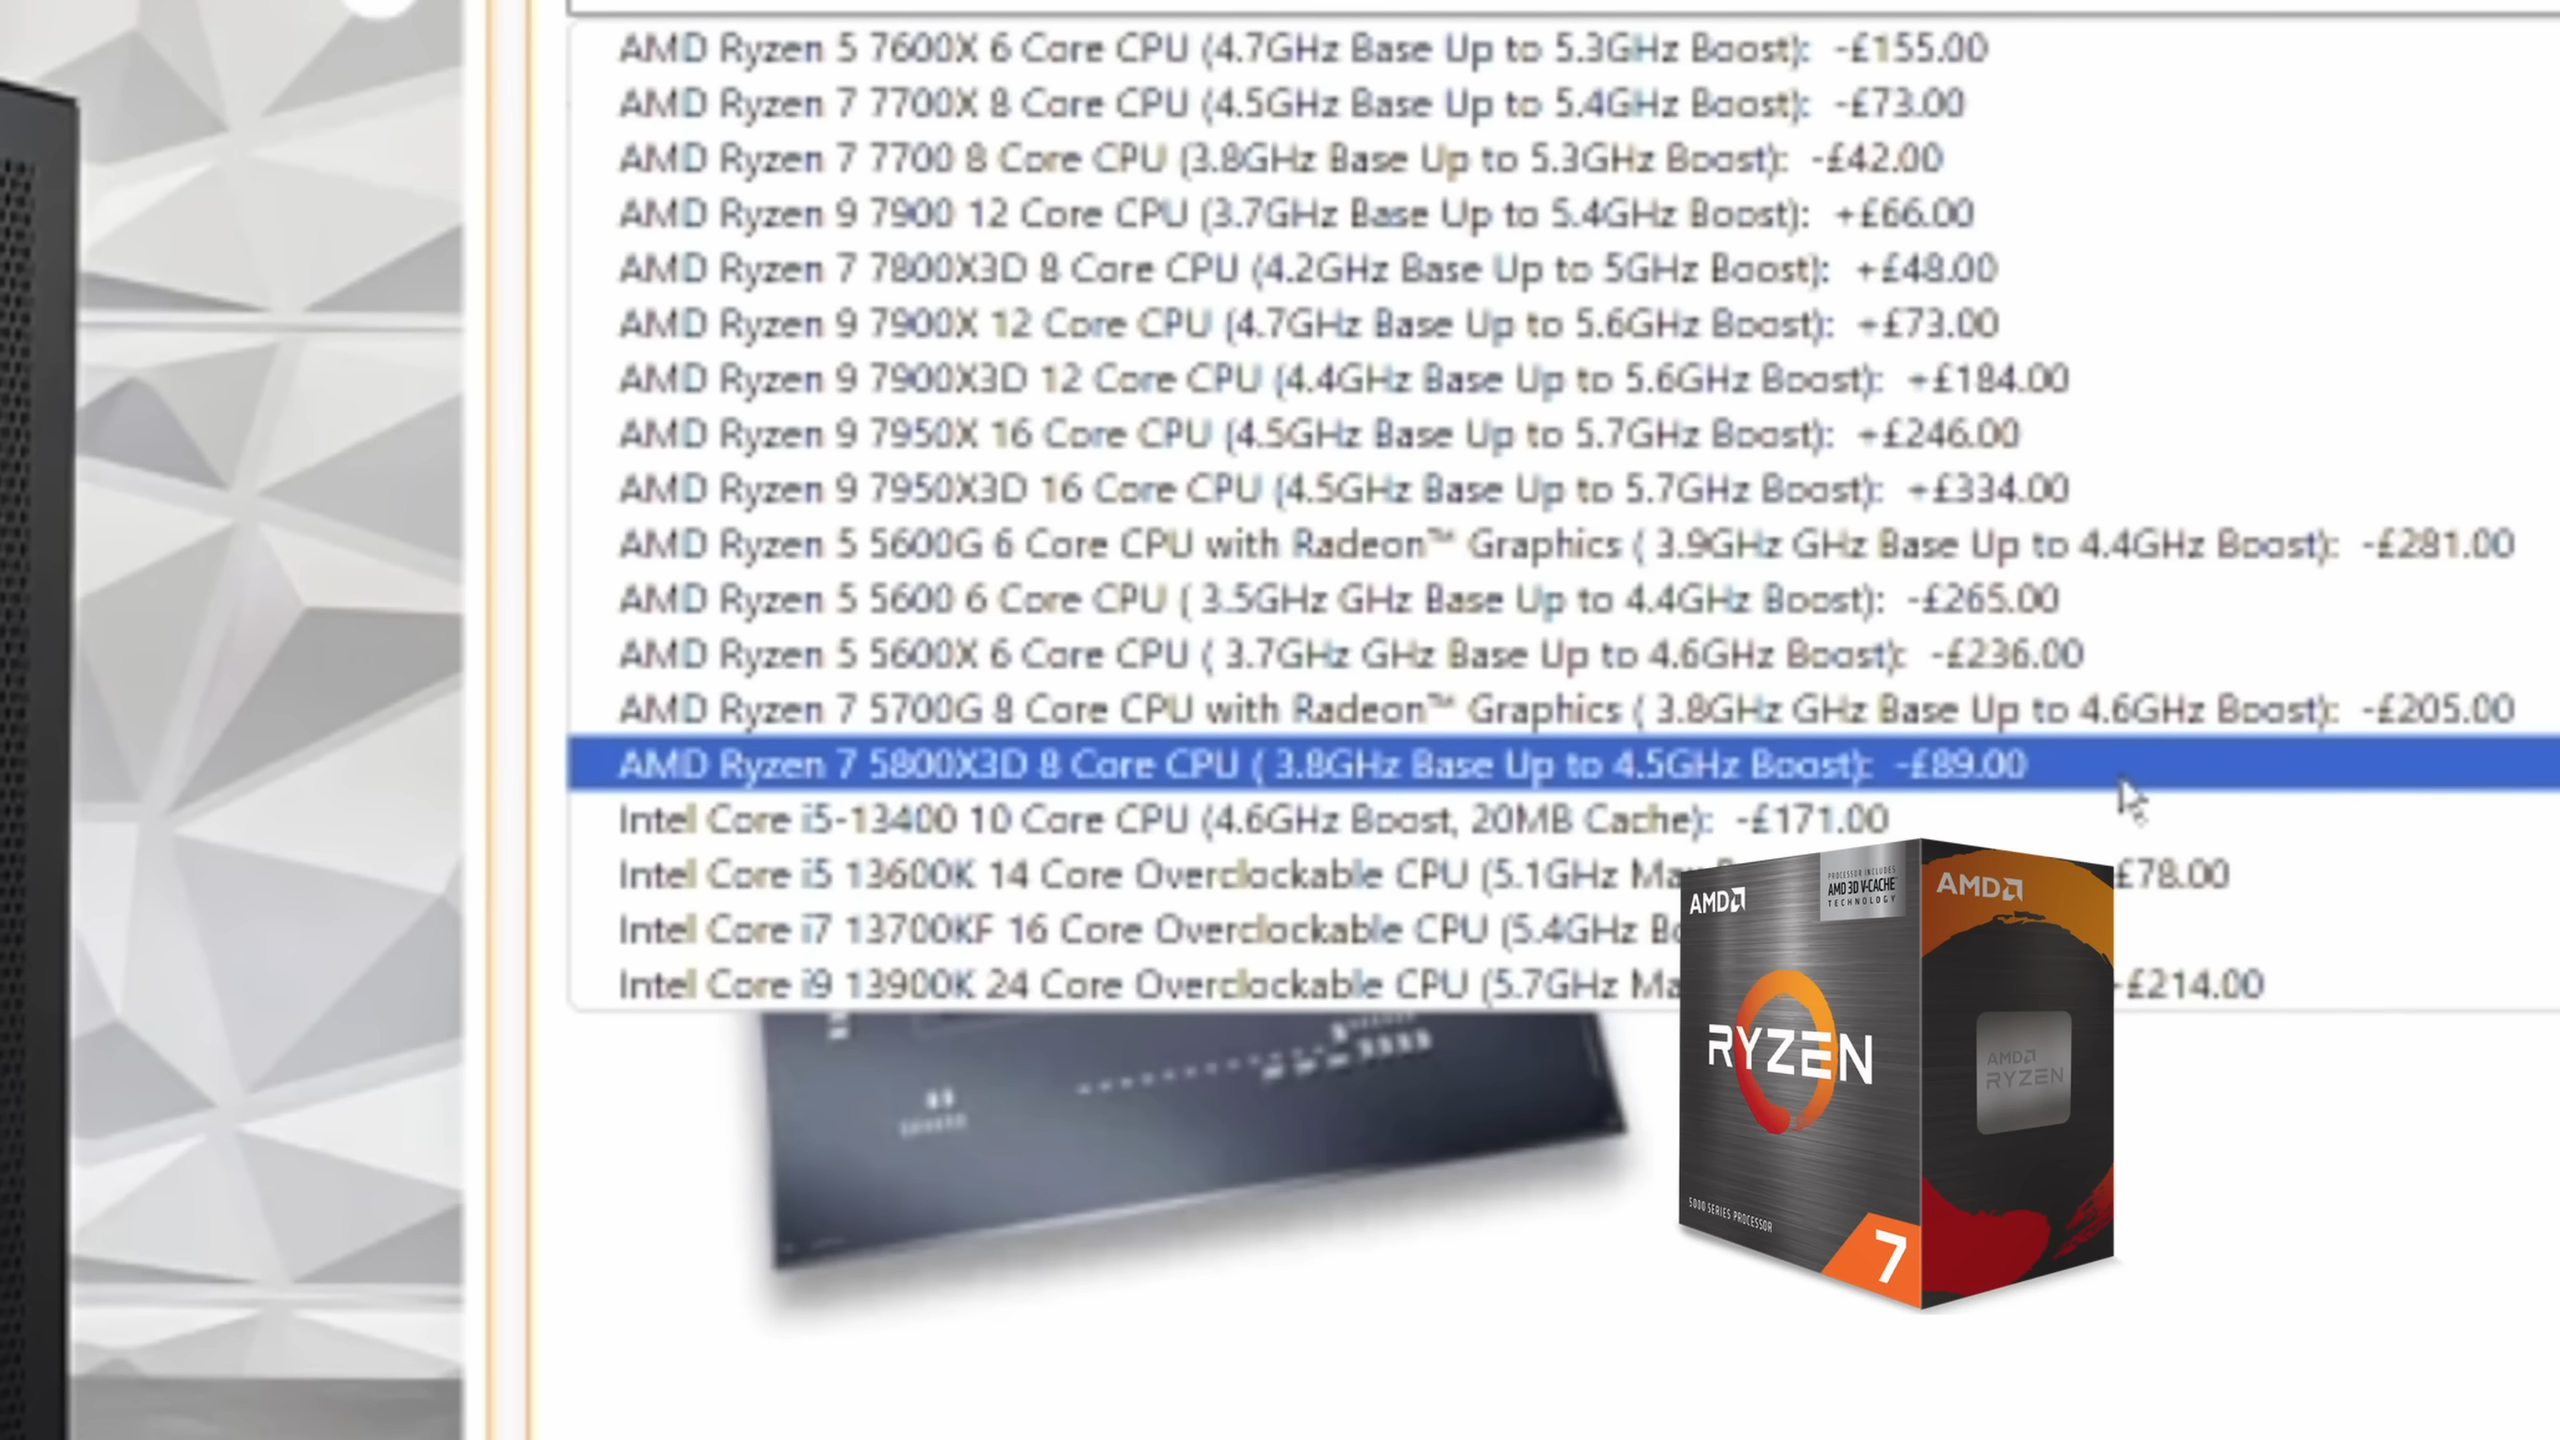 AMD Ryzen 5 7600X 6 Core CPU (4.7GHz Base Up to 5.3GHz Boost): -£155.00
AMD Ryzen 7 7700X 8 Core CPU (4.5GHz Base Up to 5.4GHz Boost): -£73.00
AMD Ryzen 7 7700 8 Core CPU (3.8GHz Base Up to 5.3GHz Boost): -£42.00
AMD Ryzen 9 7900 12 Core CPU (3.7GHz Base Up to 5.4GHz Boost): +£66.00
AMD Ryzen 7 7800X3D 8 Core CPU (4.2GHz Base Up to 5GHz Boost): +£48.00
AMD Ryzen 9 7900X 12 Core CPU (4.7GHz Base Up to 5.6GHz Boost): +£73.00
AMD Ryzen 9 7900X3D 12 Core CPU (4.4GHz Base Up to 5.6GHz Boost): +£184.00
AMD Ryzen 9 7950X 16 Core CPU (4.5GHz Base Up to 5.7GHz Boost): +£246.00
AMD Ryzen 9 7950X3D 16 Core CPU (4.5GHz Base Up to 5.7GHz Boost): +£334.00
AMD Ryzen 5 5600G 6 Core CPU with Radeon™ Graphics ( 3.9GHz GHz Base Up to 4.4GHz Boost): -£281.00
AMD Ryzen 5 5600 6 Core CPU ( 3.5GHz GHz Base Up to 4.4GHz Boost): -£265.00
AMD Ryzen 5 5600X 6 Core CPU ( 3.7GHz GHz Base Up to 4.6GHz Boost): -£236.00
AMD Ryzen 7 5700G 8 Core CPU with Radeon™ Graphics ( 3.8GHz GHz Base Up to 4.6GHz Boost): -£205.00
AMD Ryzen 7 5800X3D 8 Core CPU ( 3.8GHz Base Up to 4.5GHz Boost): -£89.00
Intel Core i5-13400 10 Core CPU (4.6GHz Boost, 20MB Cache): -£171.00
Intel Core i5 13600K 14 Core Overclockable CPU (5.1GHz £78.00
Intel Core i7 13700KF 16 Core Overclockable CPU (5.4GHz
Intel Core i9 13900K 24 Core Overclockable CPU (5.7GHz £214.00
AMD
PROCESSOR INCLUDES
AMD 3D V-CACHE
TECHNOLOGY
AMD
RYZEN
AMD
RYZEN
5000 SERIES PROCESSOR
7